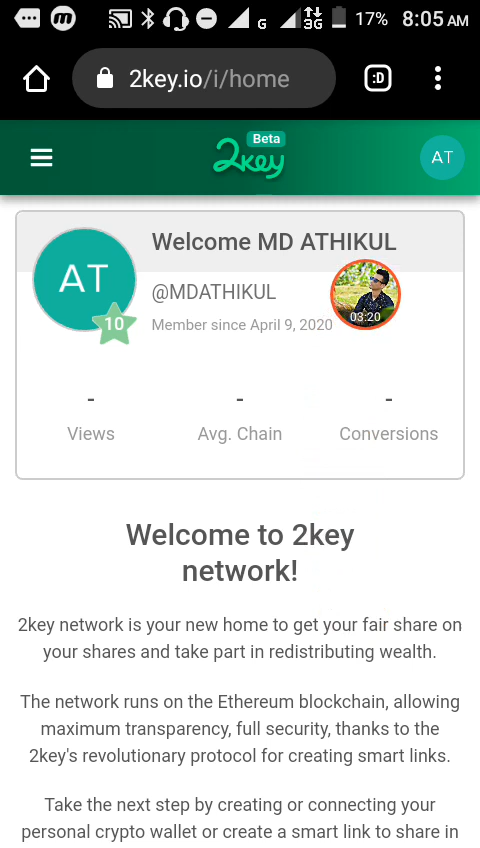 G 3G 17% 8:05 AM
2key.io/i/home :D
Beta
2key
AT
Welcome MD ATHIKUL
AT
@MDATHIKUL
10
03:20
Member since April 9, 2020
- - -
Views Avg. Chain Conversions
Welcome to 2key
network!
2key network is your new home to get your fair share on
your shares and take part in redistributing wealth.
The network runs on the Ethereum blockchain, allowing
maximum transparency, full security, thanks to the
2key's revolutionary protocol for creating smart links.
Take the next step by creating or connecting your
personal crypto wallet or create a smart link to share in